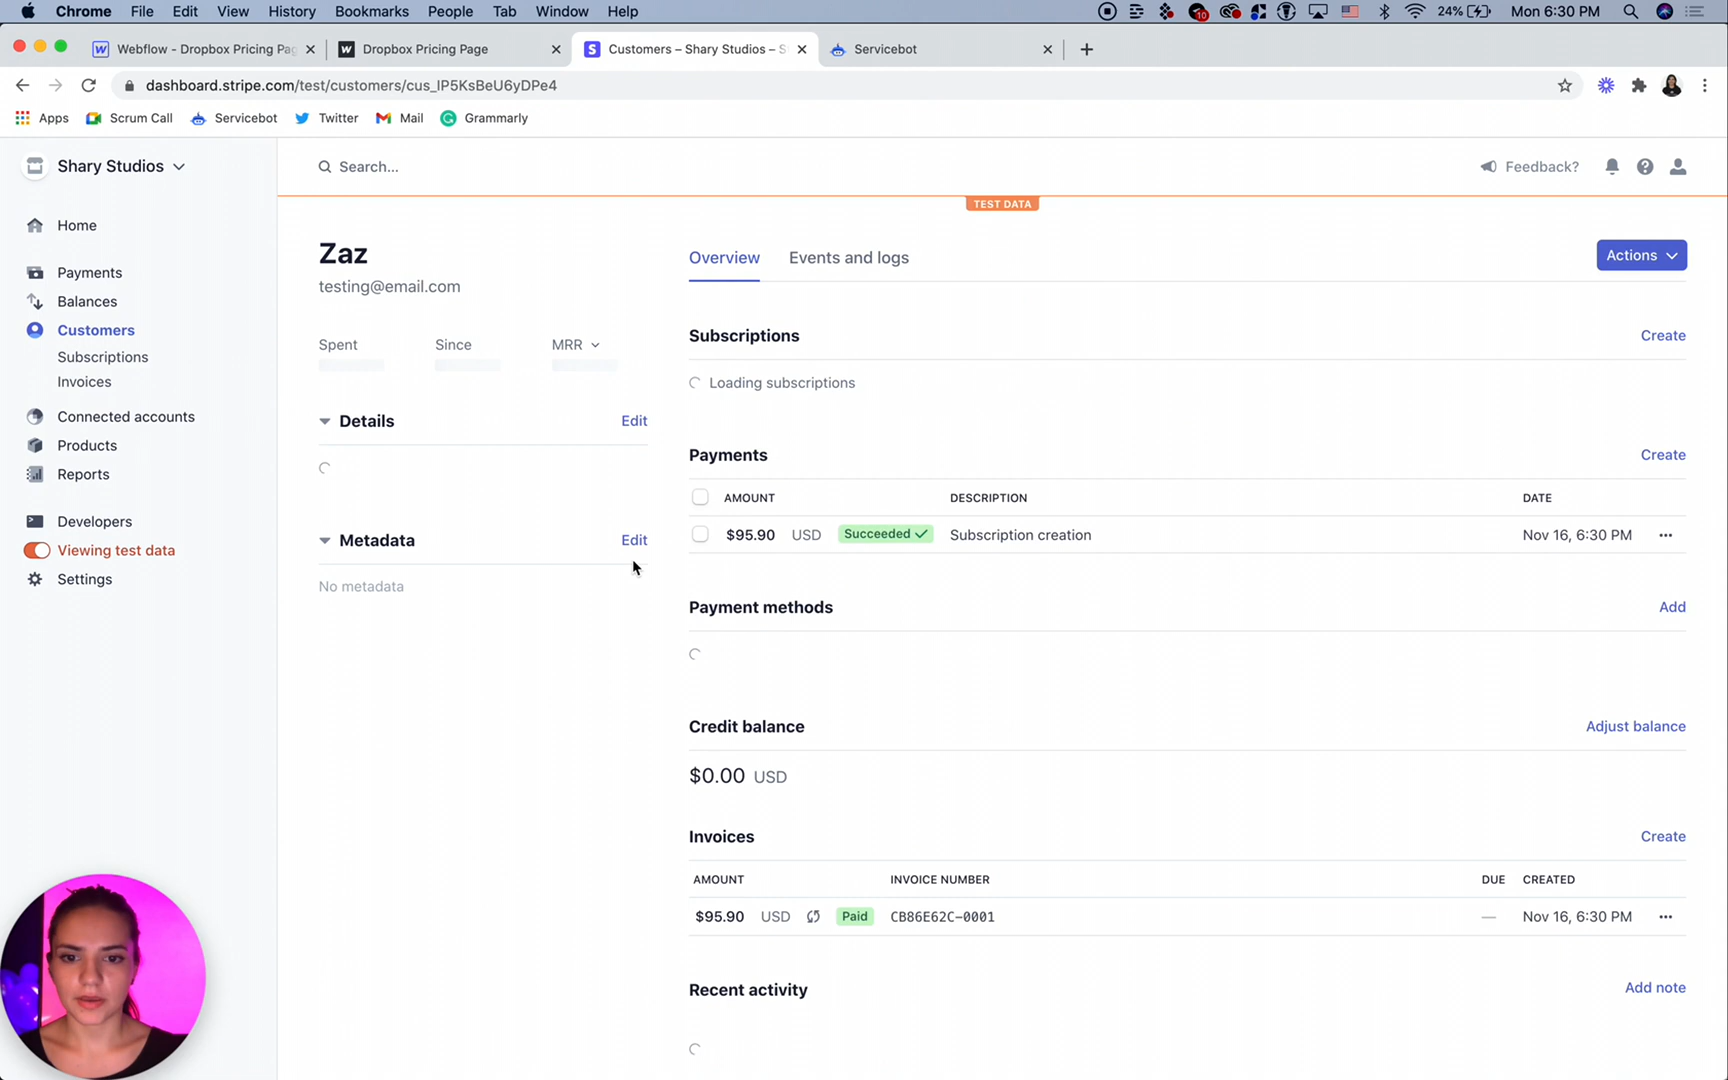 Chrome File Edit View History Bookmarks People Tab Window Help 10 24% Mon 6:30 PM
Webflow - Dropbox Pricing Pag Dropbox Pricing Page Customers – Shary Studios – S Servicebot
dashboard.stripe.com/test/customers/cus_IP5KsBeU6yDPe4
Apps Scrum Call Servicebot Twitter Mail Grammarly
Shary Studios
Search...
Feedback?
TEST DATA
Home
Payments
Balances
Customers
Subscriptions
Invoices
Connected accounts
Products
Reports
Developers
Viewing test data
Settings
Zaz
testing@email.com
Spent Since MRR
Details Edit
Metadata Edit
No metadata
Overview Events and logs Actions
Subscriptions Create
Loading subscriptions
Payments Create
AMOUNT DESCRIPTION DATE
$95.90 USD Succeeded Subscription creation Nov 16, 6:30 PM
Payment methods Add
Credit balance Adjust balance
$0.00 USD
Invoices Create
AMOUNT INVOICE NUMBER DUE CREATED
$95.90 USD Paid CB86E62C-0001 — Nov 16, 6:30 PM
Recent activity Add note